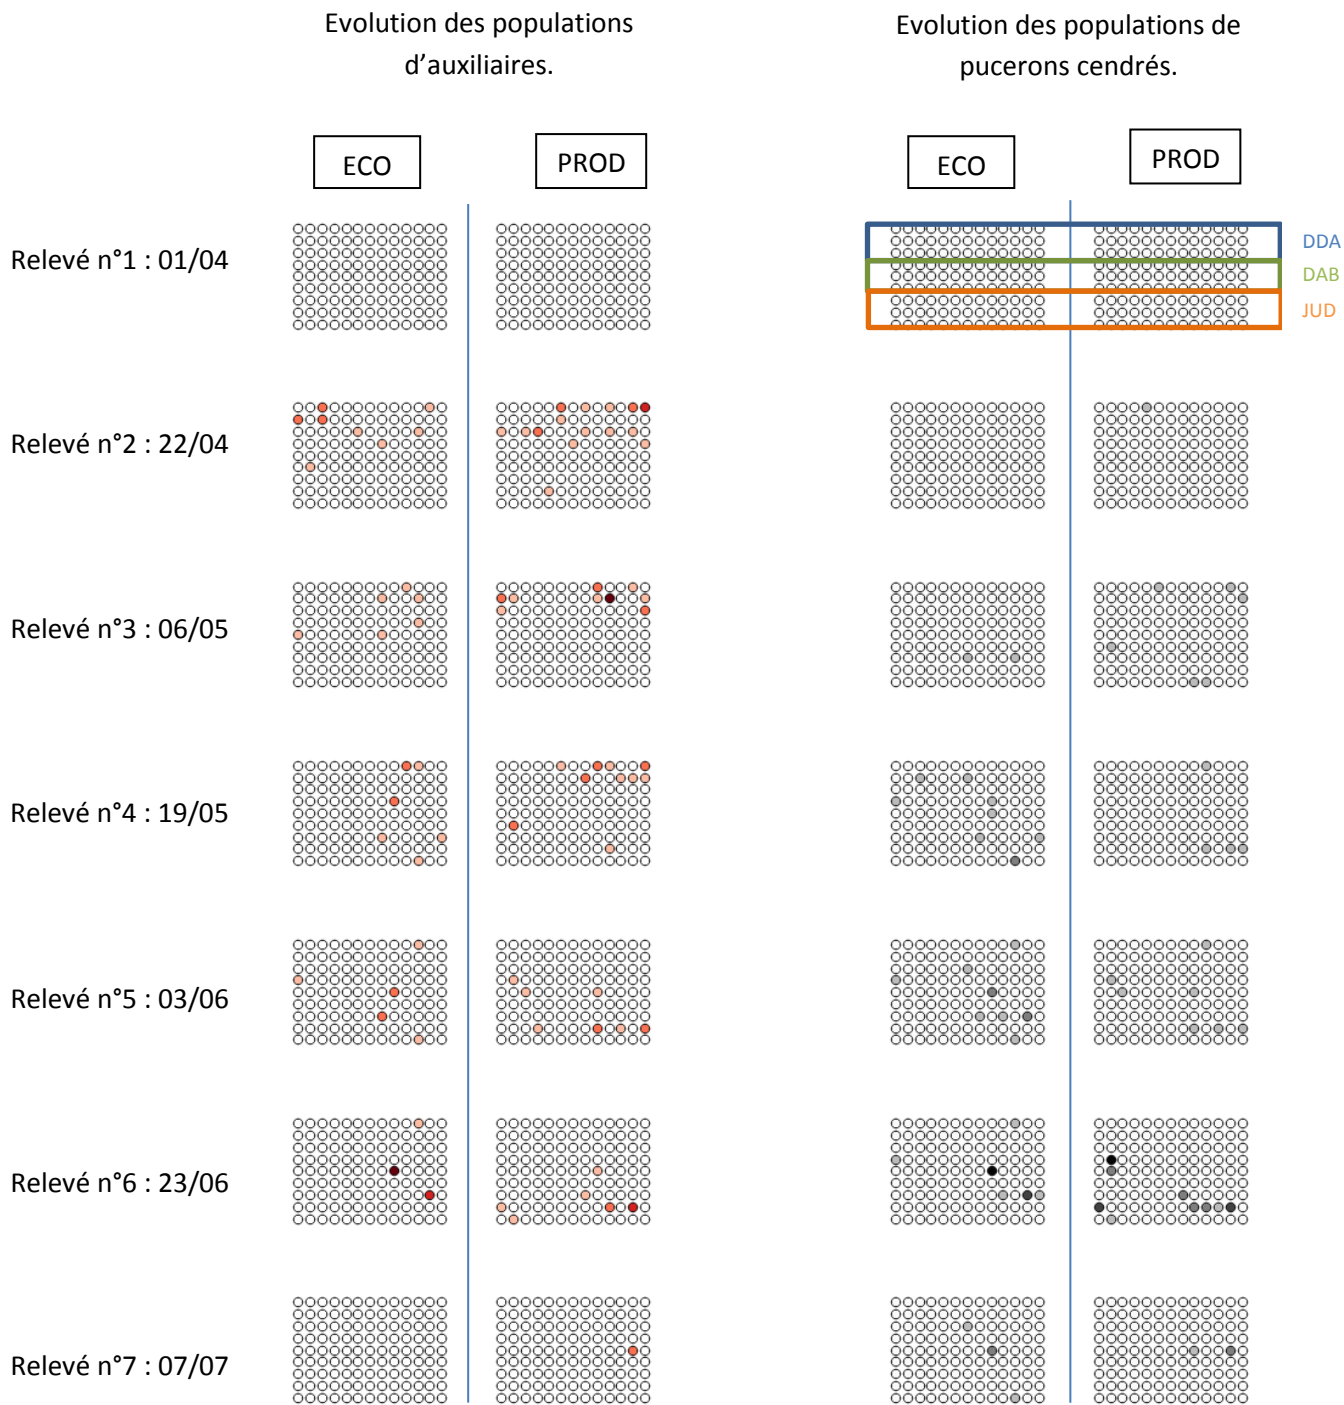 Evolution des populations
d’auxiliaires.
Evolution des populations de
pucerons cendrés.
ECO
PROD
ECO
PROD
Relevé n°1 : 01/04
DDA
DAB
JUD
Relevé n°2 : 22/04
Relevé n°3 : 06/05
Relevé n°4 : 19/05
Relevé n°5 : 03/06
Relevé n°6 : 23/06
Relevé n°7 : 07/07